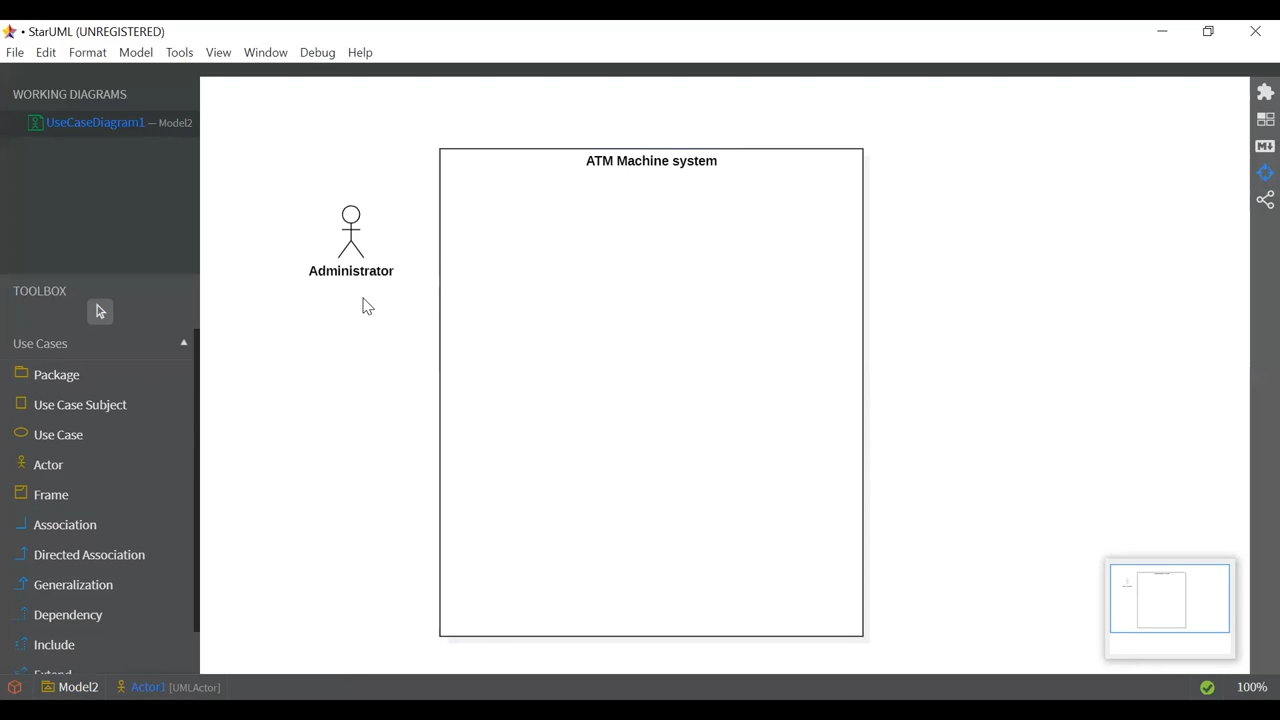 • StarUML (UNREGISTERED)
File Edit Format Model Tools View Window Debug Help
WORKING DIAGRAMS
UseCaseDiagram1 — Model2
ATM Machine system
Administrator
TOOLBOX
Use Cases
Package
Use Case Subject
Use Case
Actor
Frame
Association
Directed Association
Generalization
Dependency
Include
Extend
Model2 Actor1 [UMLActor] 100%